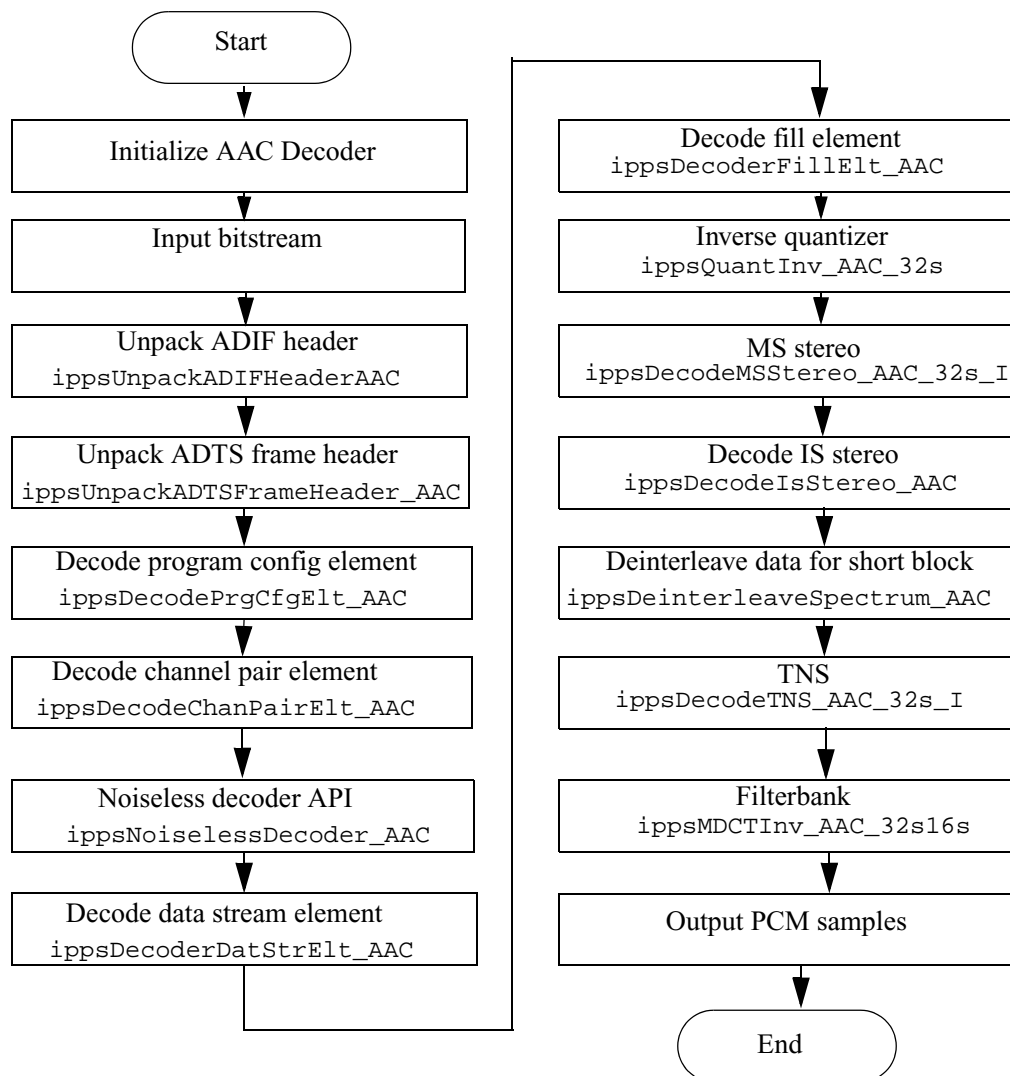 Start
Initialize AAC Decoder
Input bitstream
Unpack ADIF header
ippsUnpackADIFHeaderAAC
Unpack ADTS frame header
ippsUnpackADTSFrameHeader_AAC
Decode program config element
ippsDecodePrgCfgElt_AAC
Decode channel pair element
ippsDecodeChanPairElt_AAC
Noiseless decoder API
ippsNoiselessDecoder_AAC
Decode data stream element
ippsDecoderDatStrElt_AAC
Decode fill element
ippsDecoderFillElt_AAC
Inverse quantizer
ippsQuantInv_AAC_32s
MS stereo
ippsDecodeMSStereo_AAC_32s_I
Decode IS stereo
ippsDecodeIsStereo_AAC
Deinterleave data for short block
ippsDeinterleaveSpectrum_AAC
TNS
ippsDecodeTNS_AAC_32s_I
Filterbank
ippsMDCTInv_AAC_32s16s
Output PCM samples
End